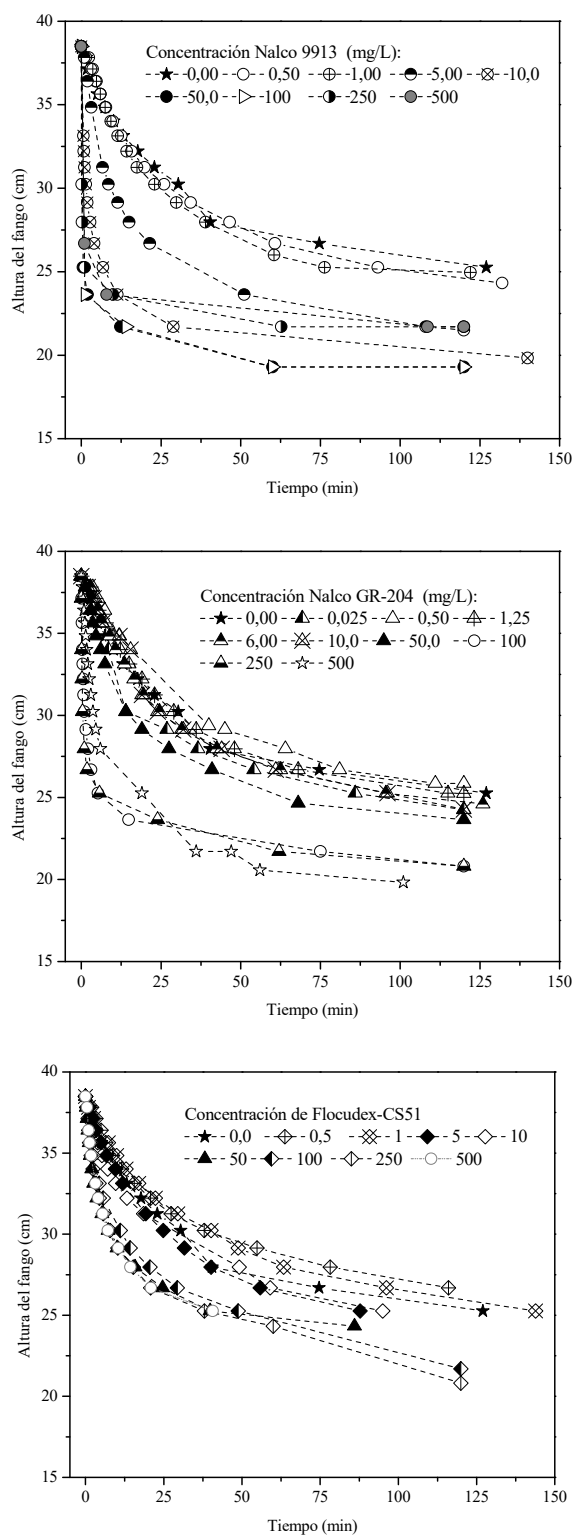 Concentración Nalco 9913 (mg/L):
0,00 0,50 1,00 5,00 10,0
50,0 100 250 500
Altura del fango (cm)
40
35
30
25
20
15
0 25 50 75 100 125 150
Tiempo (min)
Concentración Nalco GR-204 (mg/L):
0,00 0,025 0,50 1,25
6,00 10,0 50,0 100
250 500
Altura del fango (cm)
40
35
30
25
20
15
0 25 50 75 100 125 150
Tiempo (min)
Concentración de Flocudex-CS51
0,0 0,5 1 5 10
50 100 250 500
Altura del fango (cm)
40
35
30
25
20
15
0 25 50 75 100 125 150
Tiempo (min)